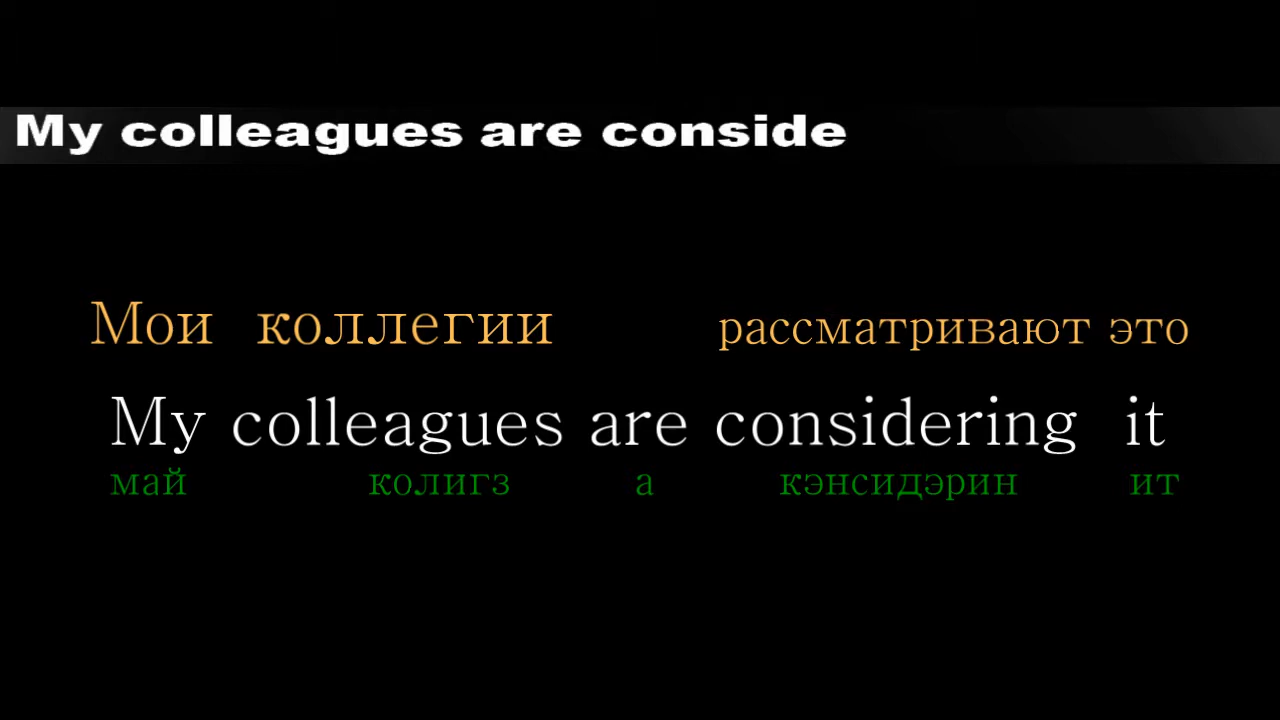 My colleagues are conside
Мои коллегии рассматривают это
My colleagues are considering it
май колигз а кэнсидэрин ит